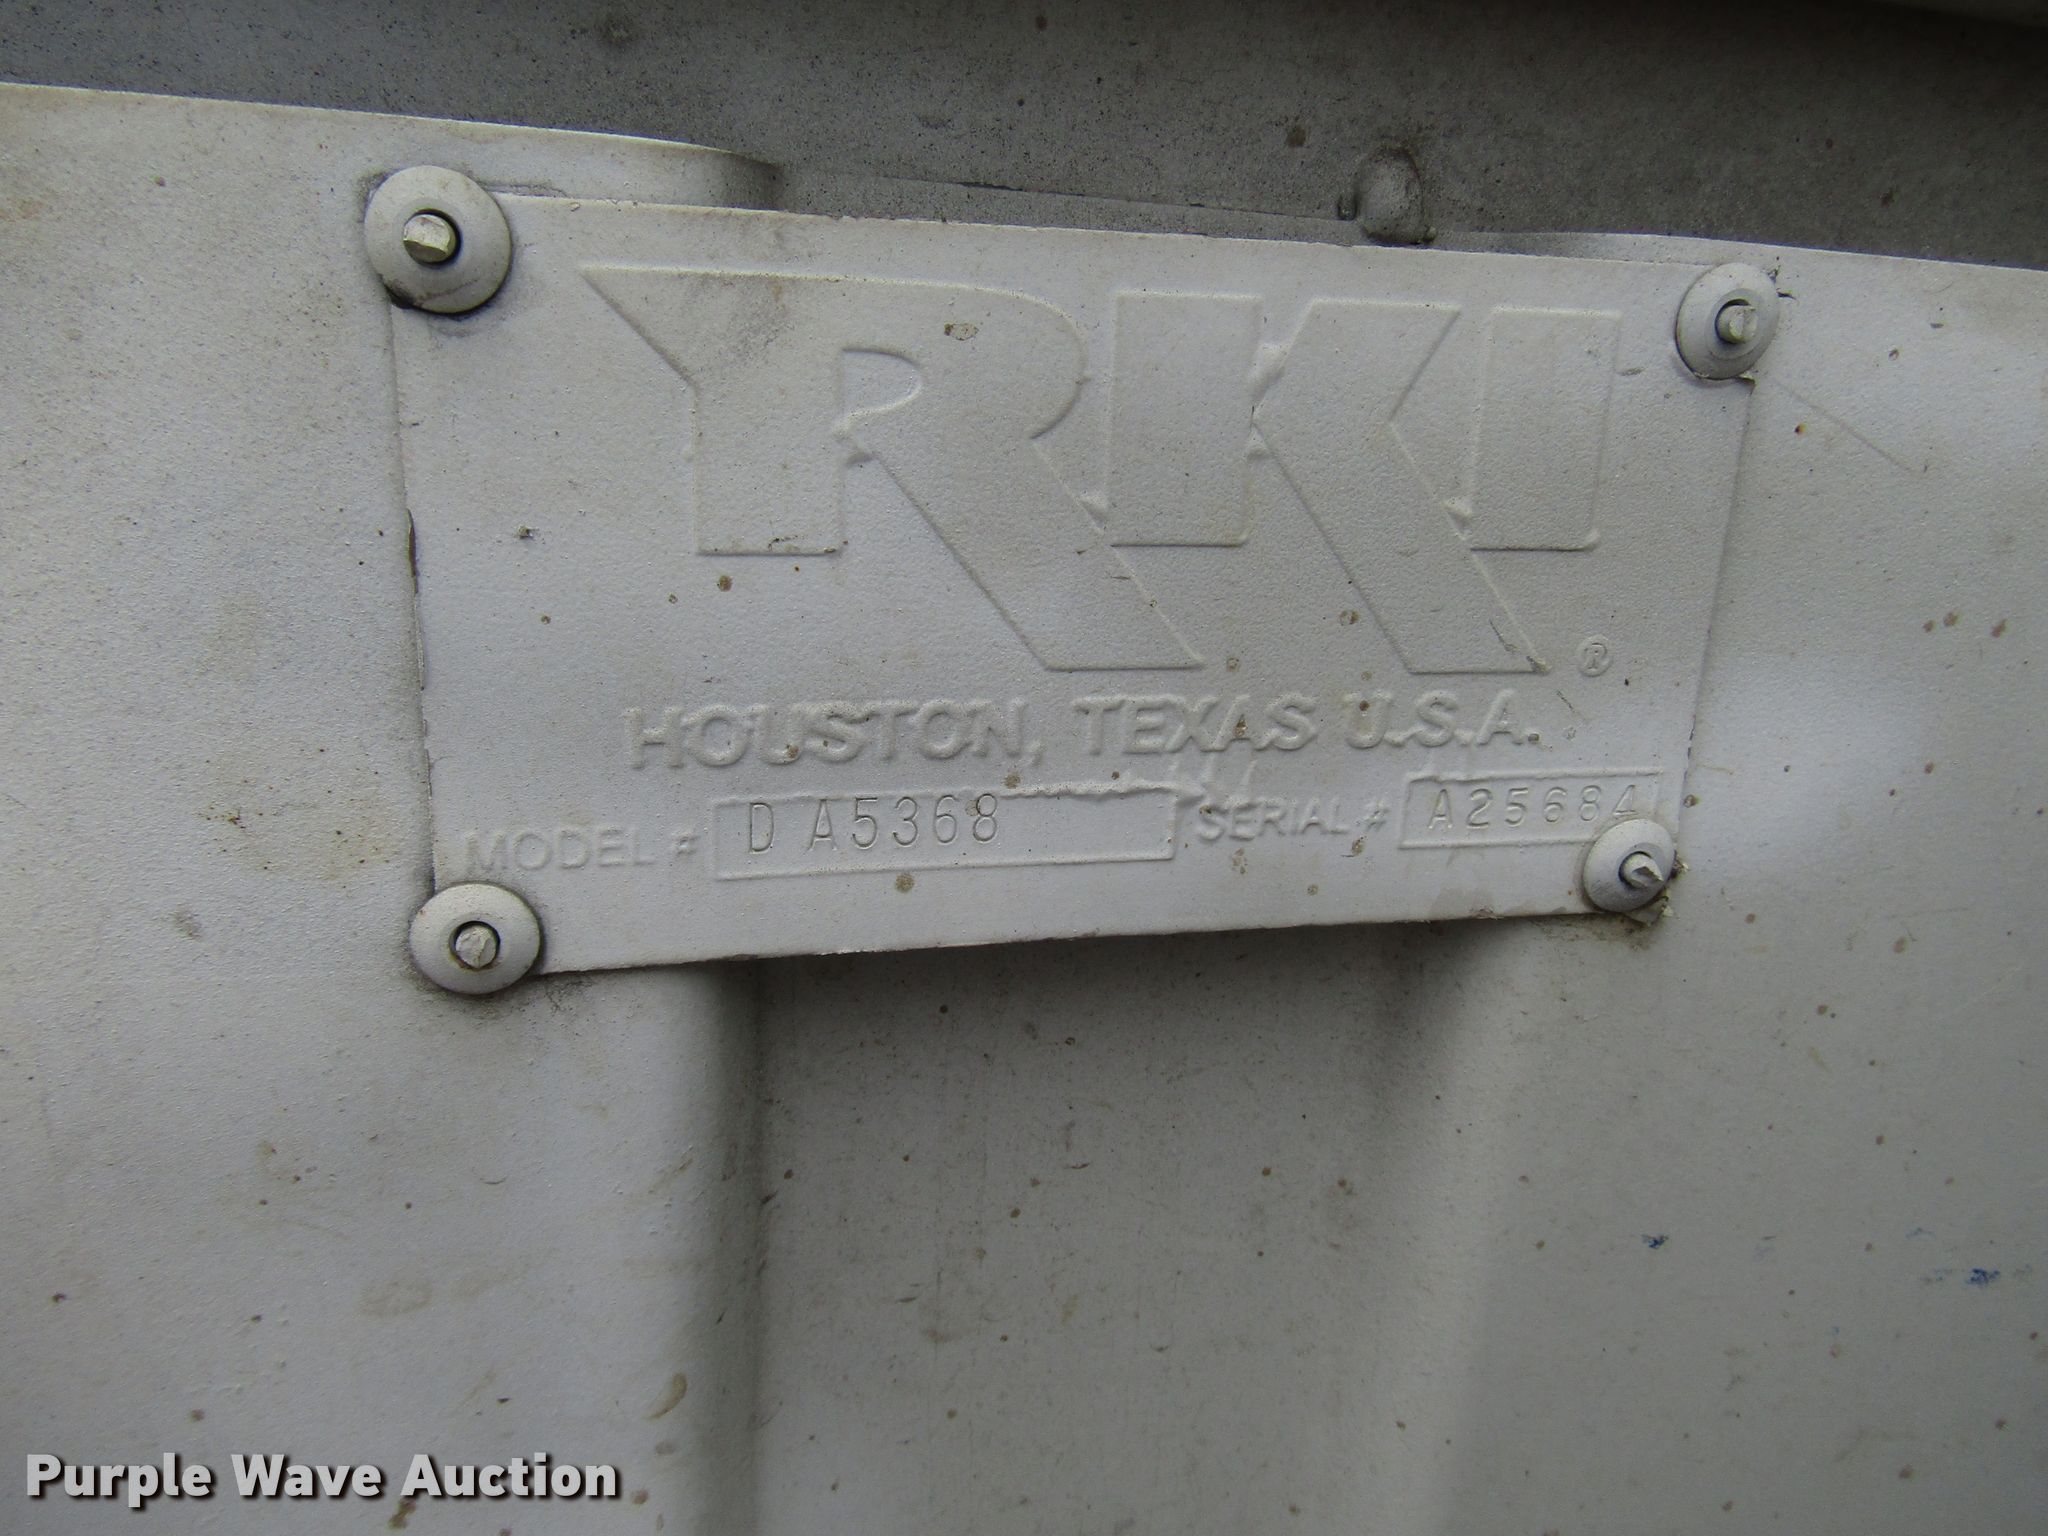 RKI
®
HOUSTON, TEXAS U.S.A.
MODEL # D A5368 SERIAL # A25684
Purple Wave Auction